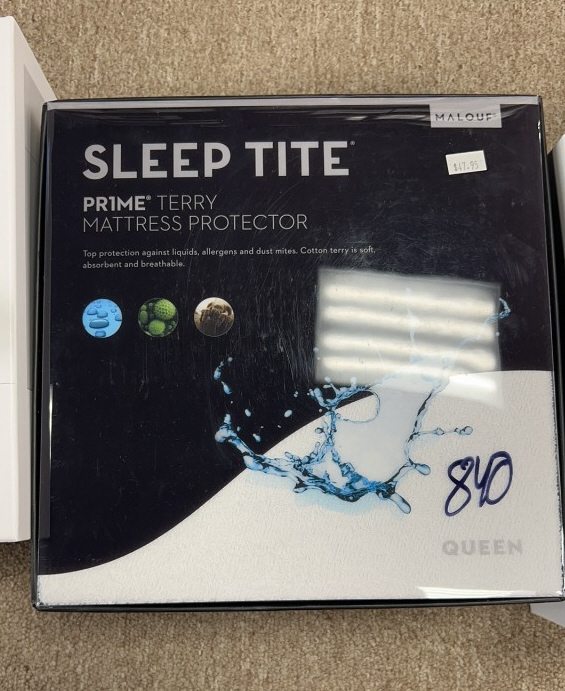 MALOUF®
SLEEP TITE®
$47.95
PR1ME® TERRY
MATTRESS PROTECTOR
Top protection against liquids, allergens and dust mites. Cotton terry is soft,
absorbent and breathable.
840
QUEEN